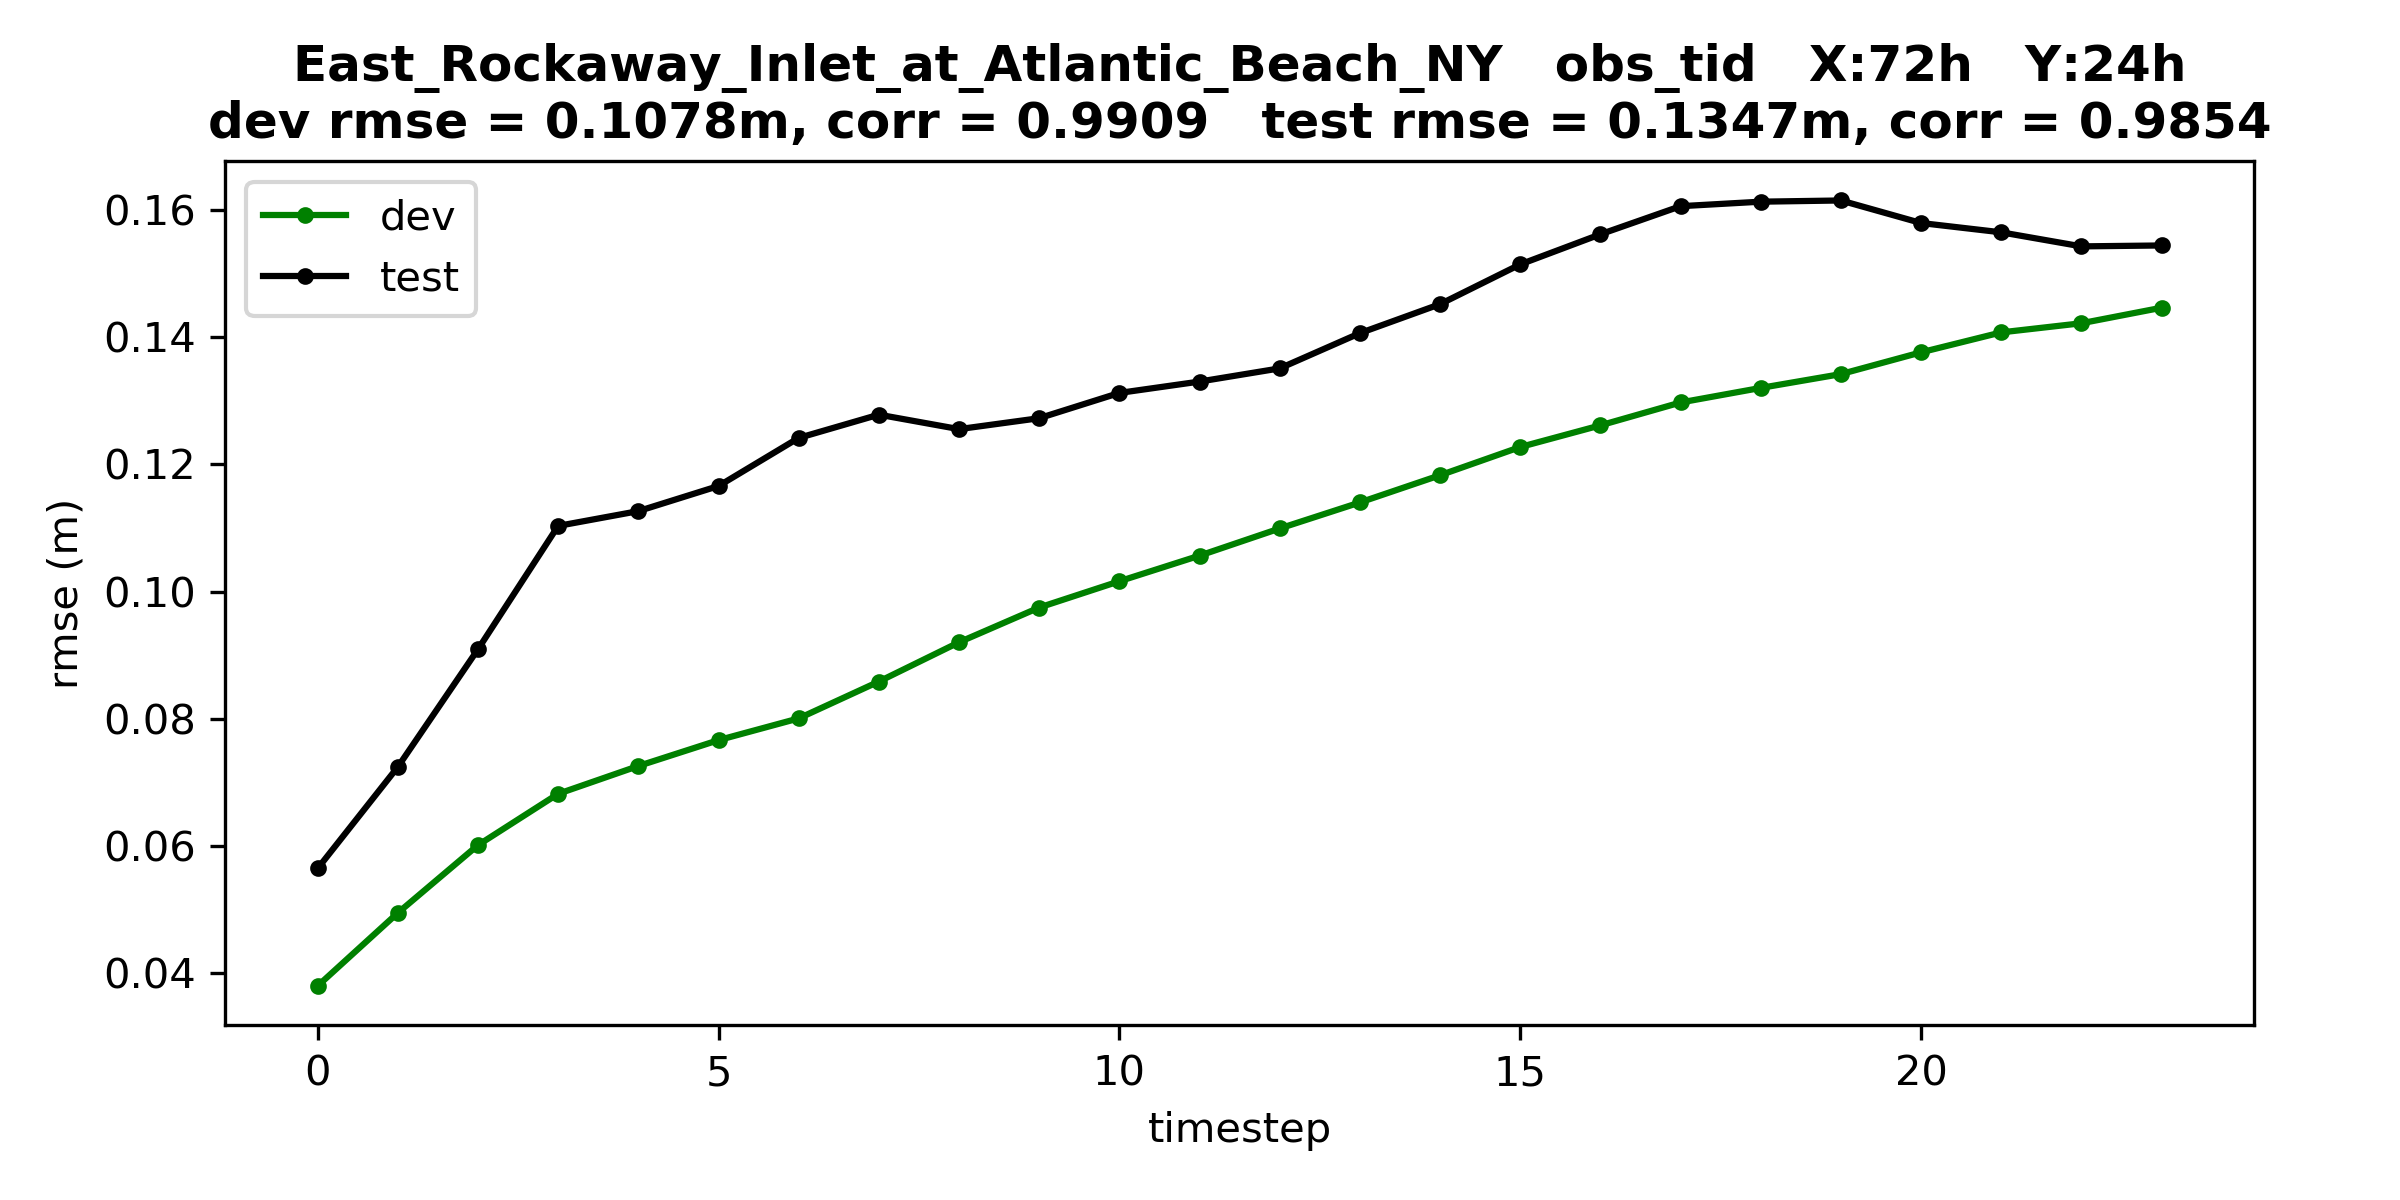 East_Rockaway_Inlet_at_Atlantic_Beach_NY   obs_tid   X:72h   Y:24h
dev rmse = 0.1078m, corr = 0.9909   test rmse = 0.1347m, corr = 0.9854
dev
test
0.16
0.14
0.12
0.10
0.08
0.06
0.04
rmse (m)
0 5 10 15 20
timestep